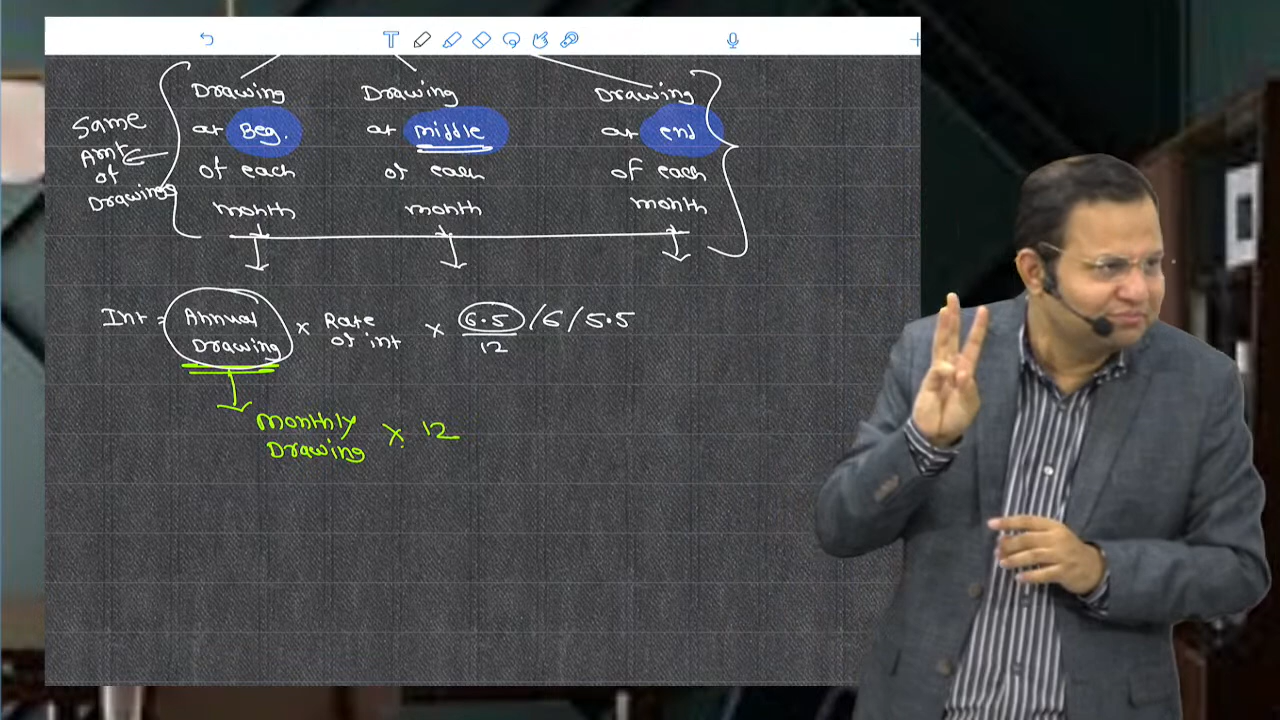 Same
Amt
of
Drawings
Drawing
at Beg.
of each
month
Drawing
at middle
of each
month
Drawing
at end
of each
month
Int = Annual Drawing × Rate of int × 6.5/12 / 6 / 5.5
Monthly Drawing × 12